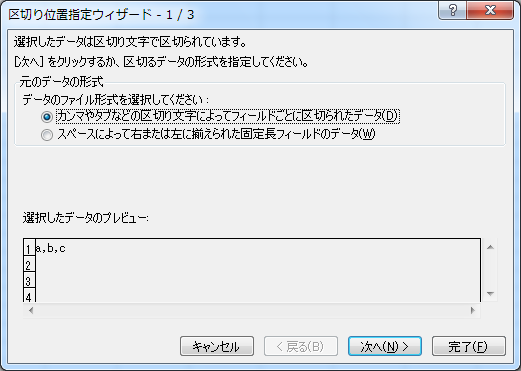 区切り位置指定ウィザード - 1 / 3
選択したデータは区切り文字で区切られています。
[次へ] をクリックするか、区切るデータの形式を指定してください。
元のデータの形式
データのファイル形式を選択してください:
カンマやタブなどの区切り文字によってフィールドごとに区切られたデータ(D)
スペースによって右または左に揃えられた固定長フィールドのデータ(W)
選択したデータのプレビュー:
1 a,b,c
2
3
4
キャンセル < 戻る(B) 次へ(N) > 完了(F)